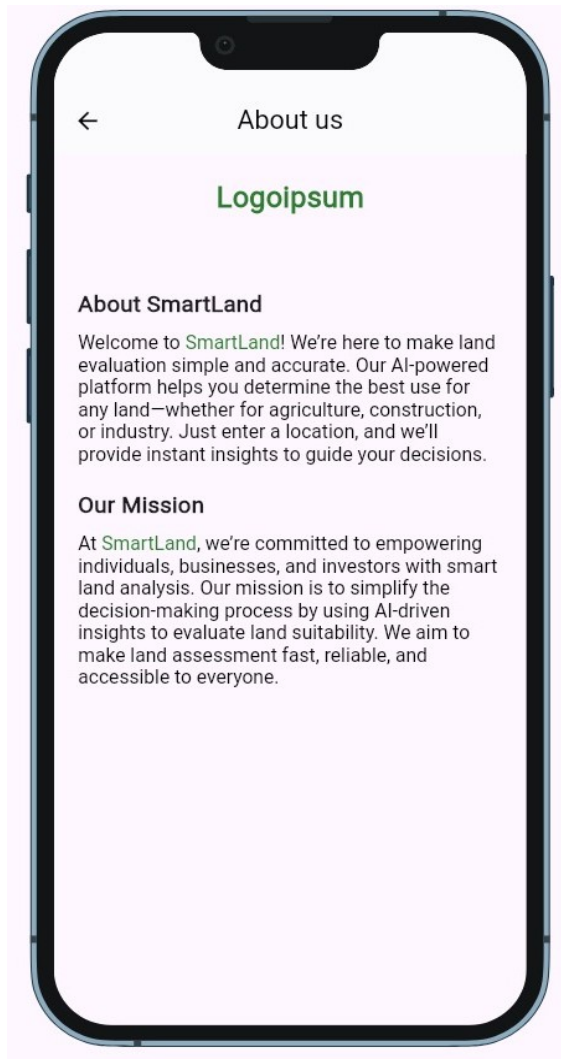 About us
Logoipsum
About SmartLand
Welcome to SmartLand! We’re here to make land
evaluation simple and accurate. Our AI-powered
platform helps you determine the best use for
any land—whether for agriculture, construction,
or industry. Just enter a location, and we’ll
provide instant insights to guide your decisions.
Our Mission
At SmartLand, we’re committed to empowering
individuals, businesses, and investors with smart
land analysis. Our mission is to simplify the
decision-making process by using AI-driven
insights to evaluate land suitability. We aim to
make land assessment fast, reliable, and
accessible to everyone.